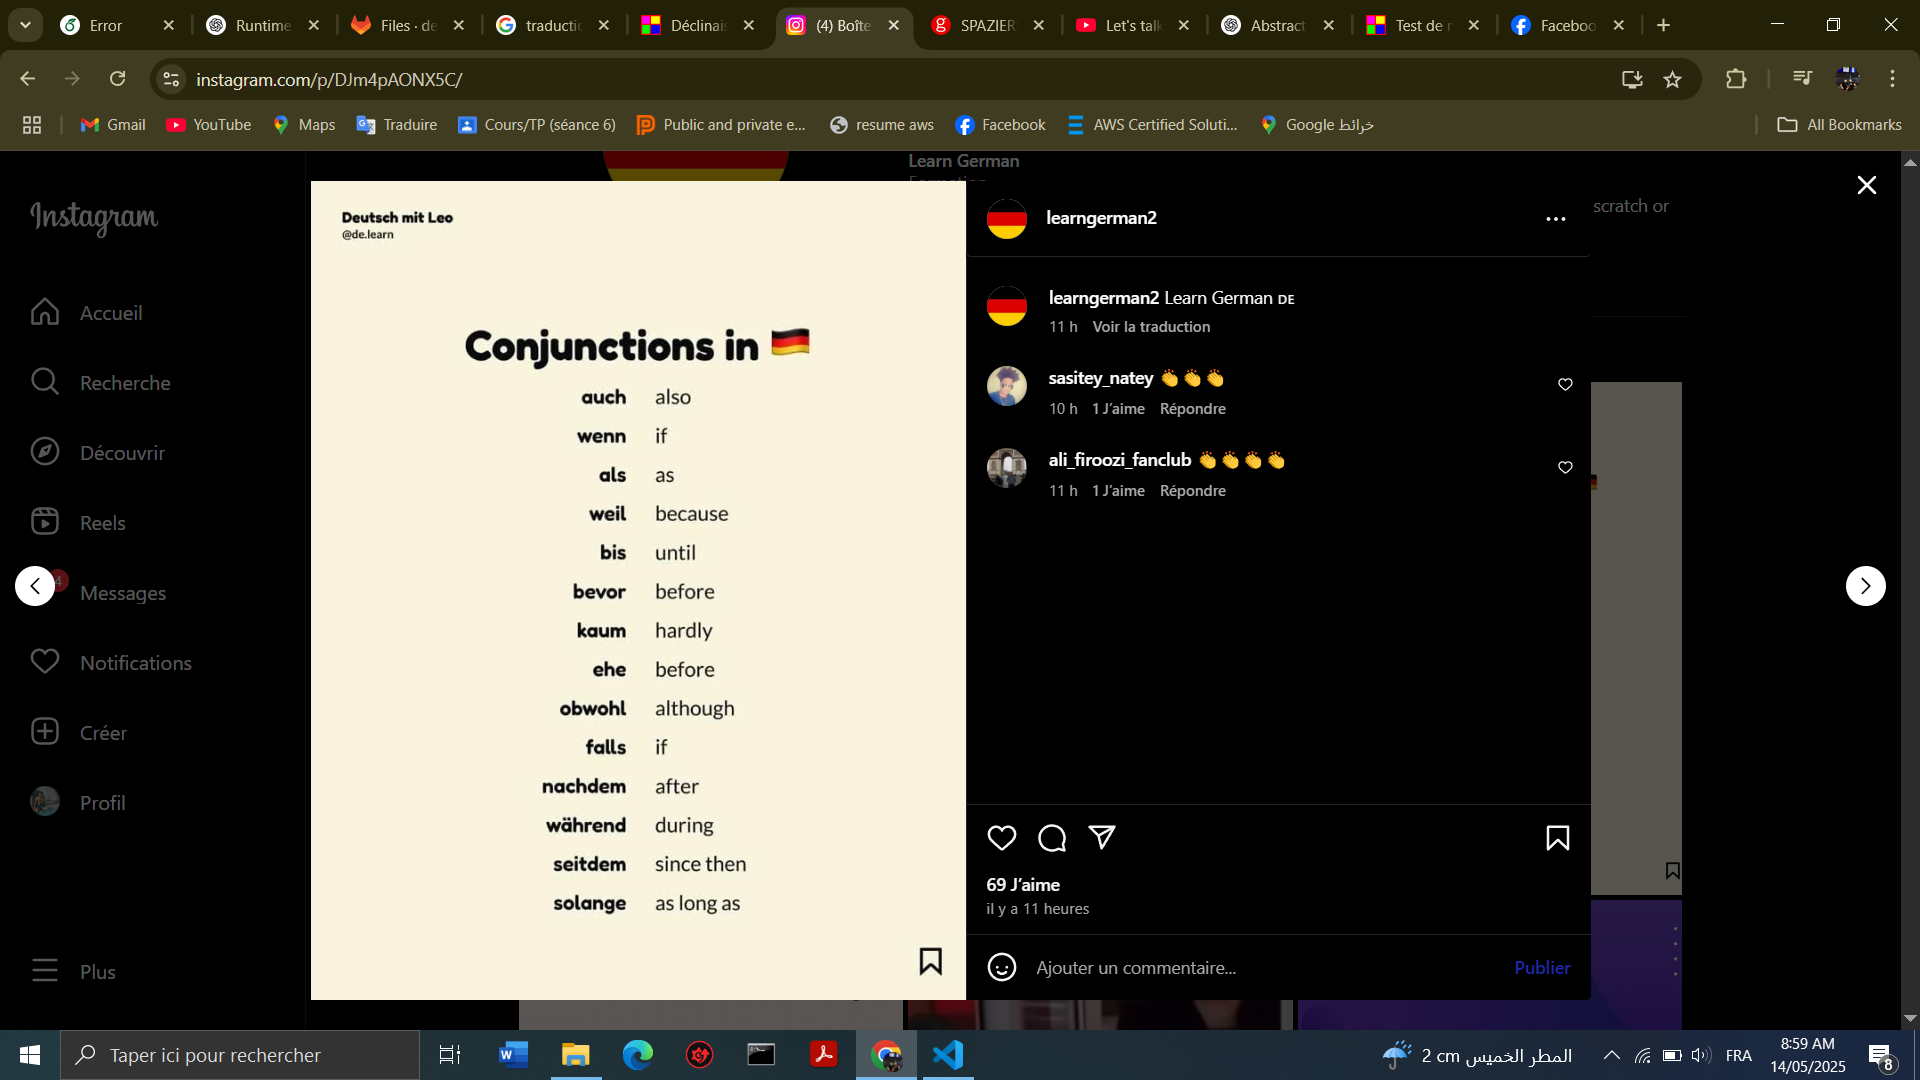 Error
Runtime
Files · de
traductic
Déclinais
(4) Boîte
SPAZIER
Let's talk
Abstract
Test de n
Faceboo
instagram.com/p/DJm4pAONX5C/
Gmail
YouTube
Maps
Traduire
Cours/TP (séance 6)
Public and private e...
resume aws
Facebook
AWS Certified Soluti...
خرائط Google
All Bookmarks
Learn German
scratch or
Instagram
Accueil
Recherche
Découvrir
Reels
4
Messages
Notifications
Créer
Profil
Plus
Deutsch mit Leo
@de.learn
Conjunctions in 🇩🇪
auch also
wenn if
als as
weil because
bis until
bevor before
kaum hardly
ehe before
obwohl although
falls if
nachdem after
während during
seitdem since then
solange as long as
learngerman2
learngerman2 Learn German DE
11 h Voir la traduction
sasitey_natey 👏👏👏
10 h 1 J’aime Répondre
ali_firoozi_fanclub 👏👏👏👏
11 h 1 J’aime Répondre
69 J’aime
il y a 11 heures
Ajouter un commentaire...
Publier
Taper ici pour rechercher
2 cm المطر الخميس
FRA
8:59 AM
14/05/2025
8